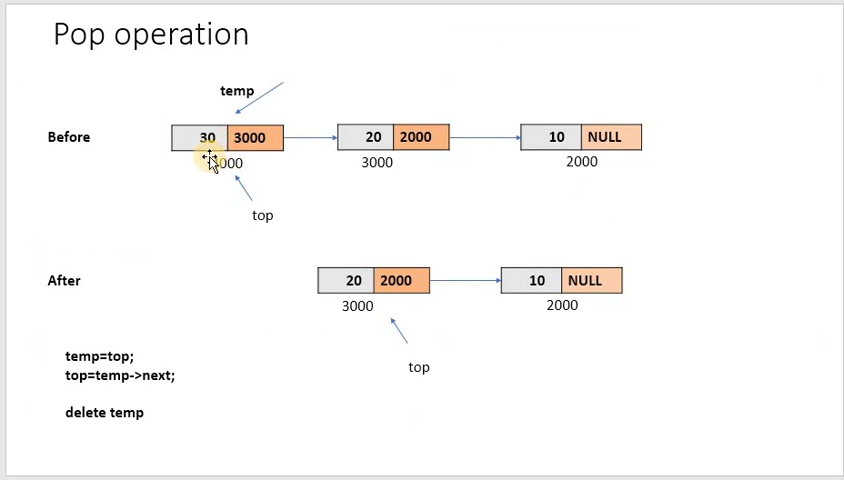 Pop operation
temp
Before
30 3000
20 2000
10 NULL
3000
2000
top
After
20 2000
10 NULL
3000
2000
top
temp=top;
top=temp->next;
delete temp